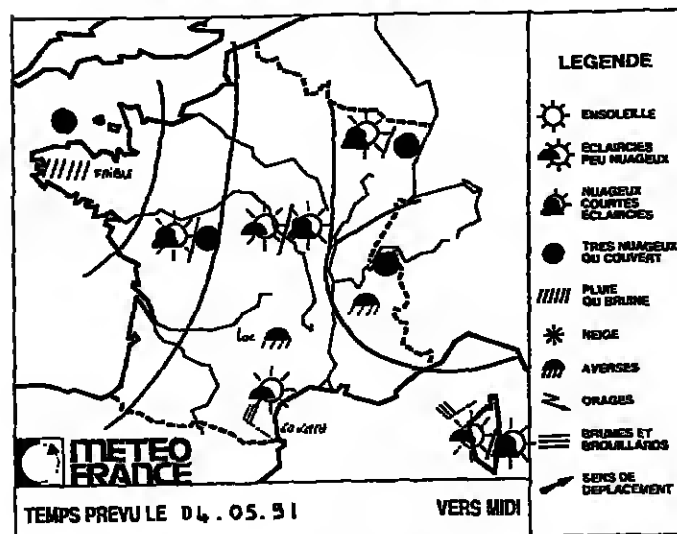 FAIBLE
Loc
METEO
FRANCE
TEMPS PREVU LE 04.05.91
VERS MIDI
LEGENDE
ENSOLEILLE
ECLAIRCIES
PEU NUAGEUX
NUAGEUX
COURTES
ECLAIRCIES
TRES NUAGEUX
OU COUVERT
PLUIE
OU BRUINE
NEIGE
AVERSES
ORAGES
BRUMES ET
BROUILLARDS
SENS DE
DEPLACEMENT